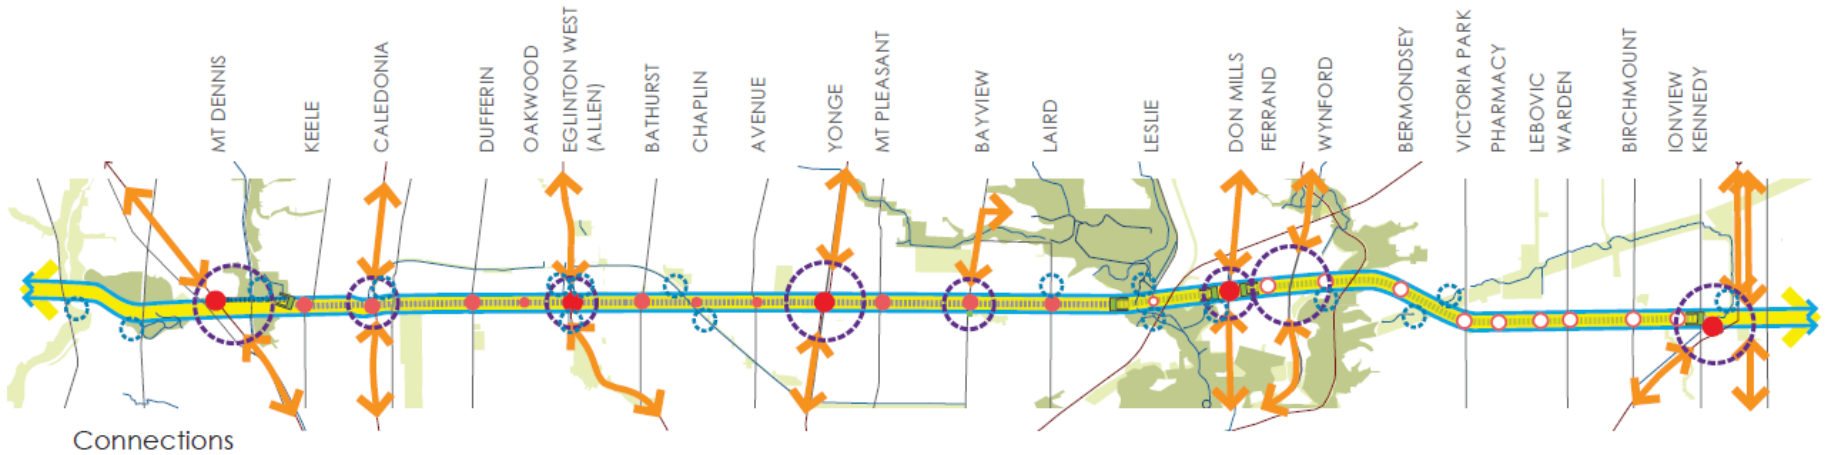 MT DENNIS
KEELE
CALEDONIA
DUFFERIN
OAKWOOD
EGLINTON WEST
(ALLEN)
BATHURST
CHAPLIN
AVENUE
YONGE
MT PLEASANT
BAYVIEW
LAIRD
LESLIE
DON MILLS
FERRAND
WYNFORD
BERMONDSEY
VICTORIA PARK
PHARMACY
LEBOVIC
WARDEN
BIRCHMOUNT
IONVIEW
KENNEDY
Connections